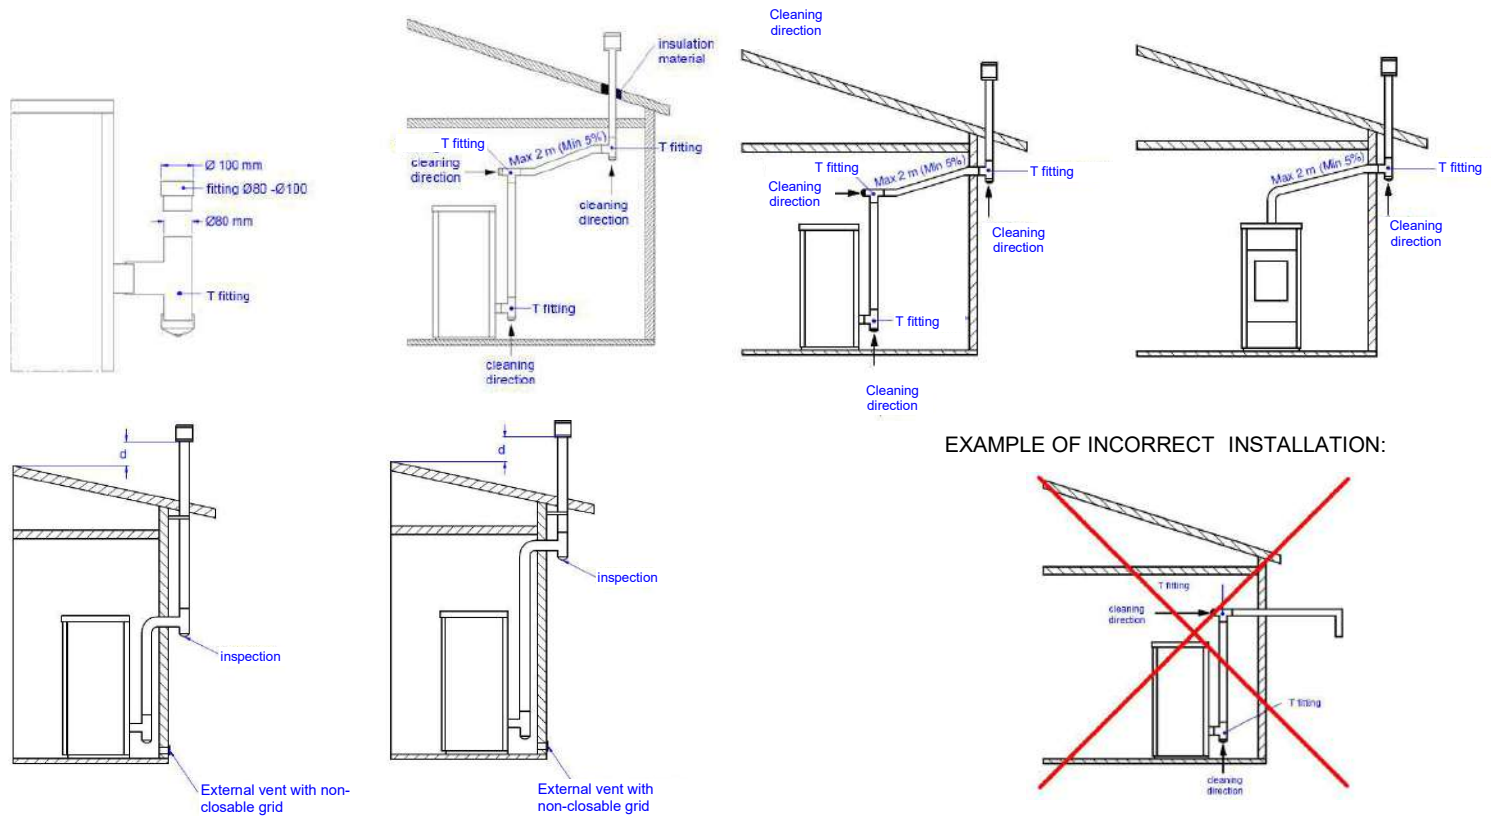 Ø 100 mm
fitting Ø80 -Ø100
Ø80 mm
T fitting
insulation
material
T fitting
Max 2 m (Min 5%)
T fitting
cleaning
direction
cleaning
direction
T fitting
cleaning
direction
Cleaning
direction
T fitting
Max 2 m (Min 5%)
T fitting
Cleaning
direction
Cleaning
direction
T fitting
Cleaning
direction
Max 2 m (Min 5%)
T fitting
Cleaning
direction
d
inspection
External vent with non-
closable grid
d
inspection
External vent with
non-closable grid
EXAMPLE OF INCORRECT INSTALLATION:
T fitting
cleaning
direction
T fitting
cleaning
direction